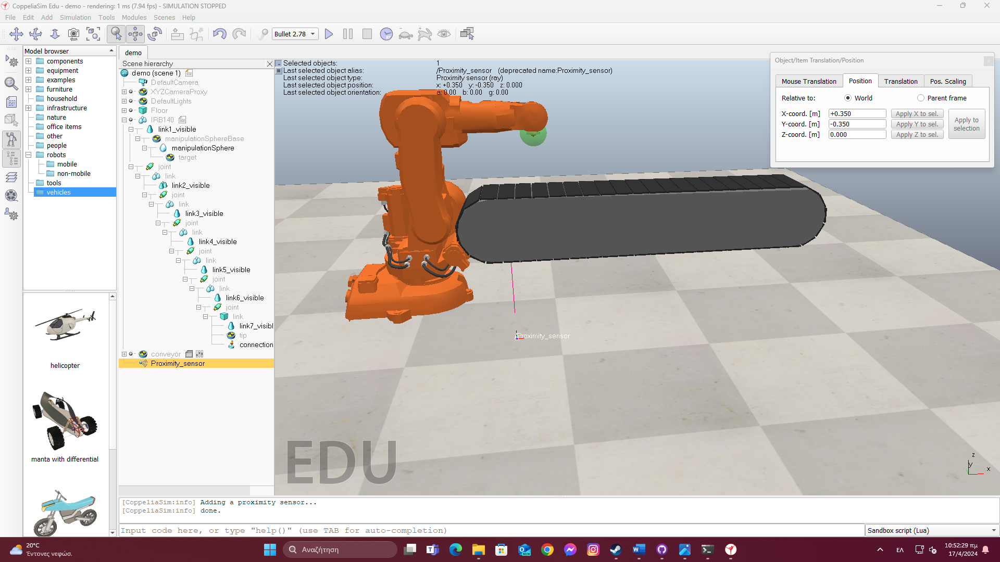 CoppeliaSim Edu - demo - rendering: 1 ms (7.94 fps) - SIMULATION STOPPED
File Edit Add Simulation Tools Modules Scenes Help
Bullet 2.78
Model browser
components
equipment
examples
furniture
household
infrastructure
nature
office items
other
people
robots
mobile
non-mobile
tools
vehicles
helicopter
manta with differential
demo
Scene hierarchy
demo (scene 1)
DefaultCamera
XYZCameraProxy
DefaultLights
Floor
IRB140
link1_visible
manipulationSphereBase
manipulationSphere
target
joint
link
link2_visible
joint
link
link3_visible
joint
link
link4_visible
joint
link
link5_visible
joint
link
link6_visible
joint
link
link7_visibl
tip
connection
conveyor
Proximity_sensor
Selected objects: 1
Last selected object alias: /Proximity_sensor (deprecated name:Proximity_sensor)
Last selected object type: Proximity sensor (ray)
Last selected object position: x: +0.350 y: -0.350 z: 0.000
Last selected object orientation: a: 0.00 b: 0.00 g: 0.00
Proximity_sensor
EDU
z
y
x
Object/Item Translation/Position
Mouse Translation Position Translation Pos. Scaling
Relative to: World Parent frame
X-coord. [m] +0.350 Apply X to sel.
Y-coord. [m] -0.350 Apply Y to sel.
Z-coord. [m] 0.000 Apply Z to sel.
Apply to
selection
[CoppeliaSim:info] Adding a proximity sensor...
[CoppeliaSim:info] done.
Input code here, or type "help()" (use TAB for auto-completion)
Sandbox script (Lua)
20°C
Έντονες νεφώσ.
Αναζήτηση
NEW
ΕΛ
10:52:29 πμ
17/4/2024